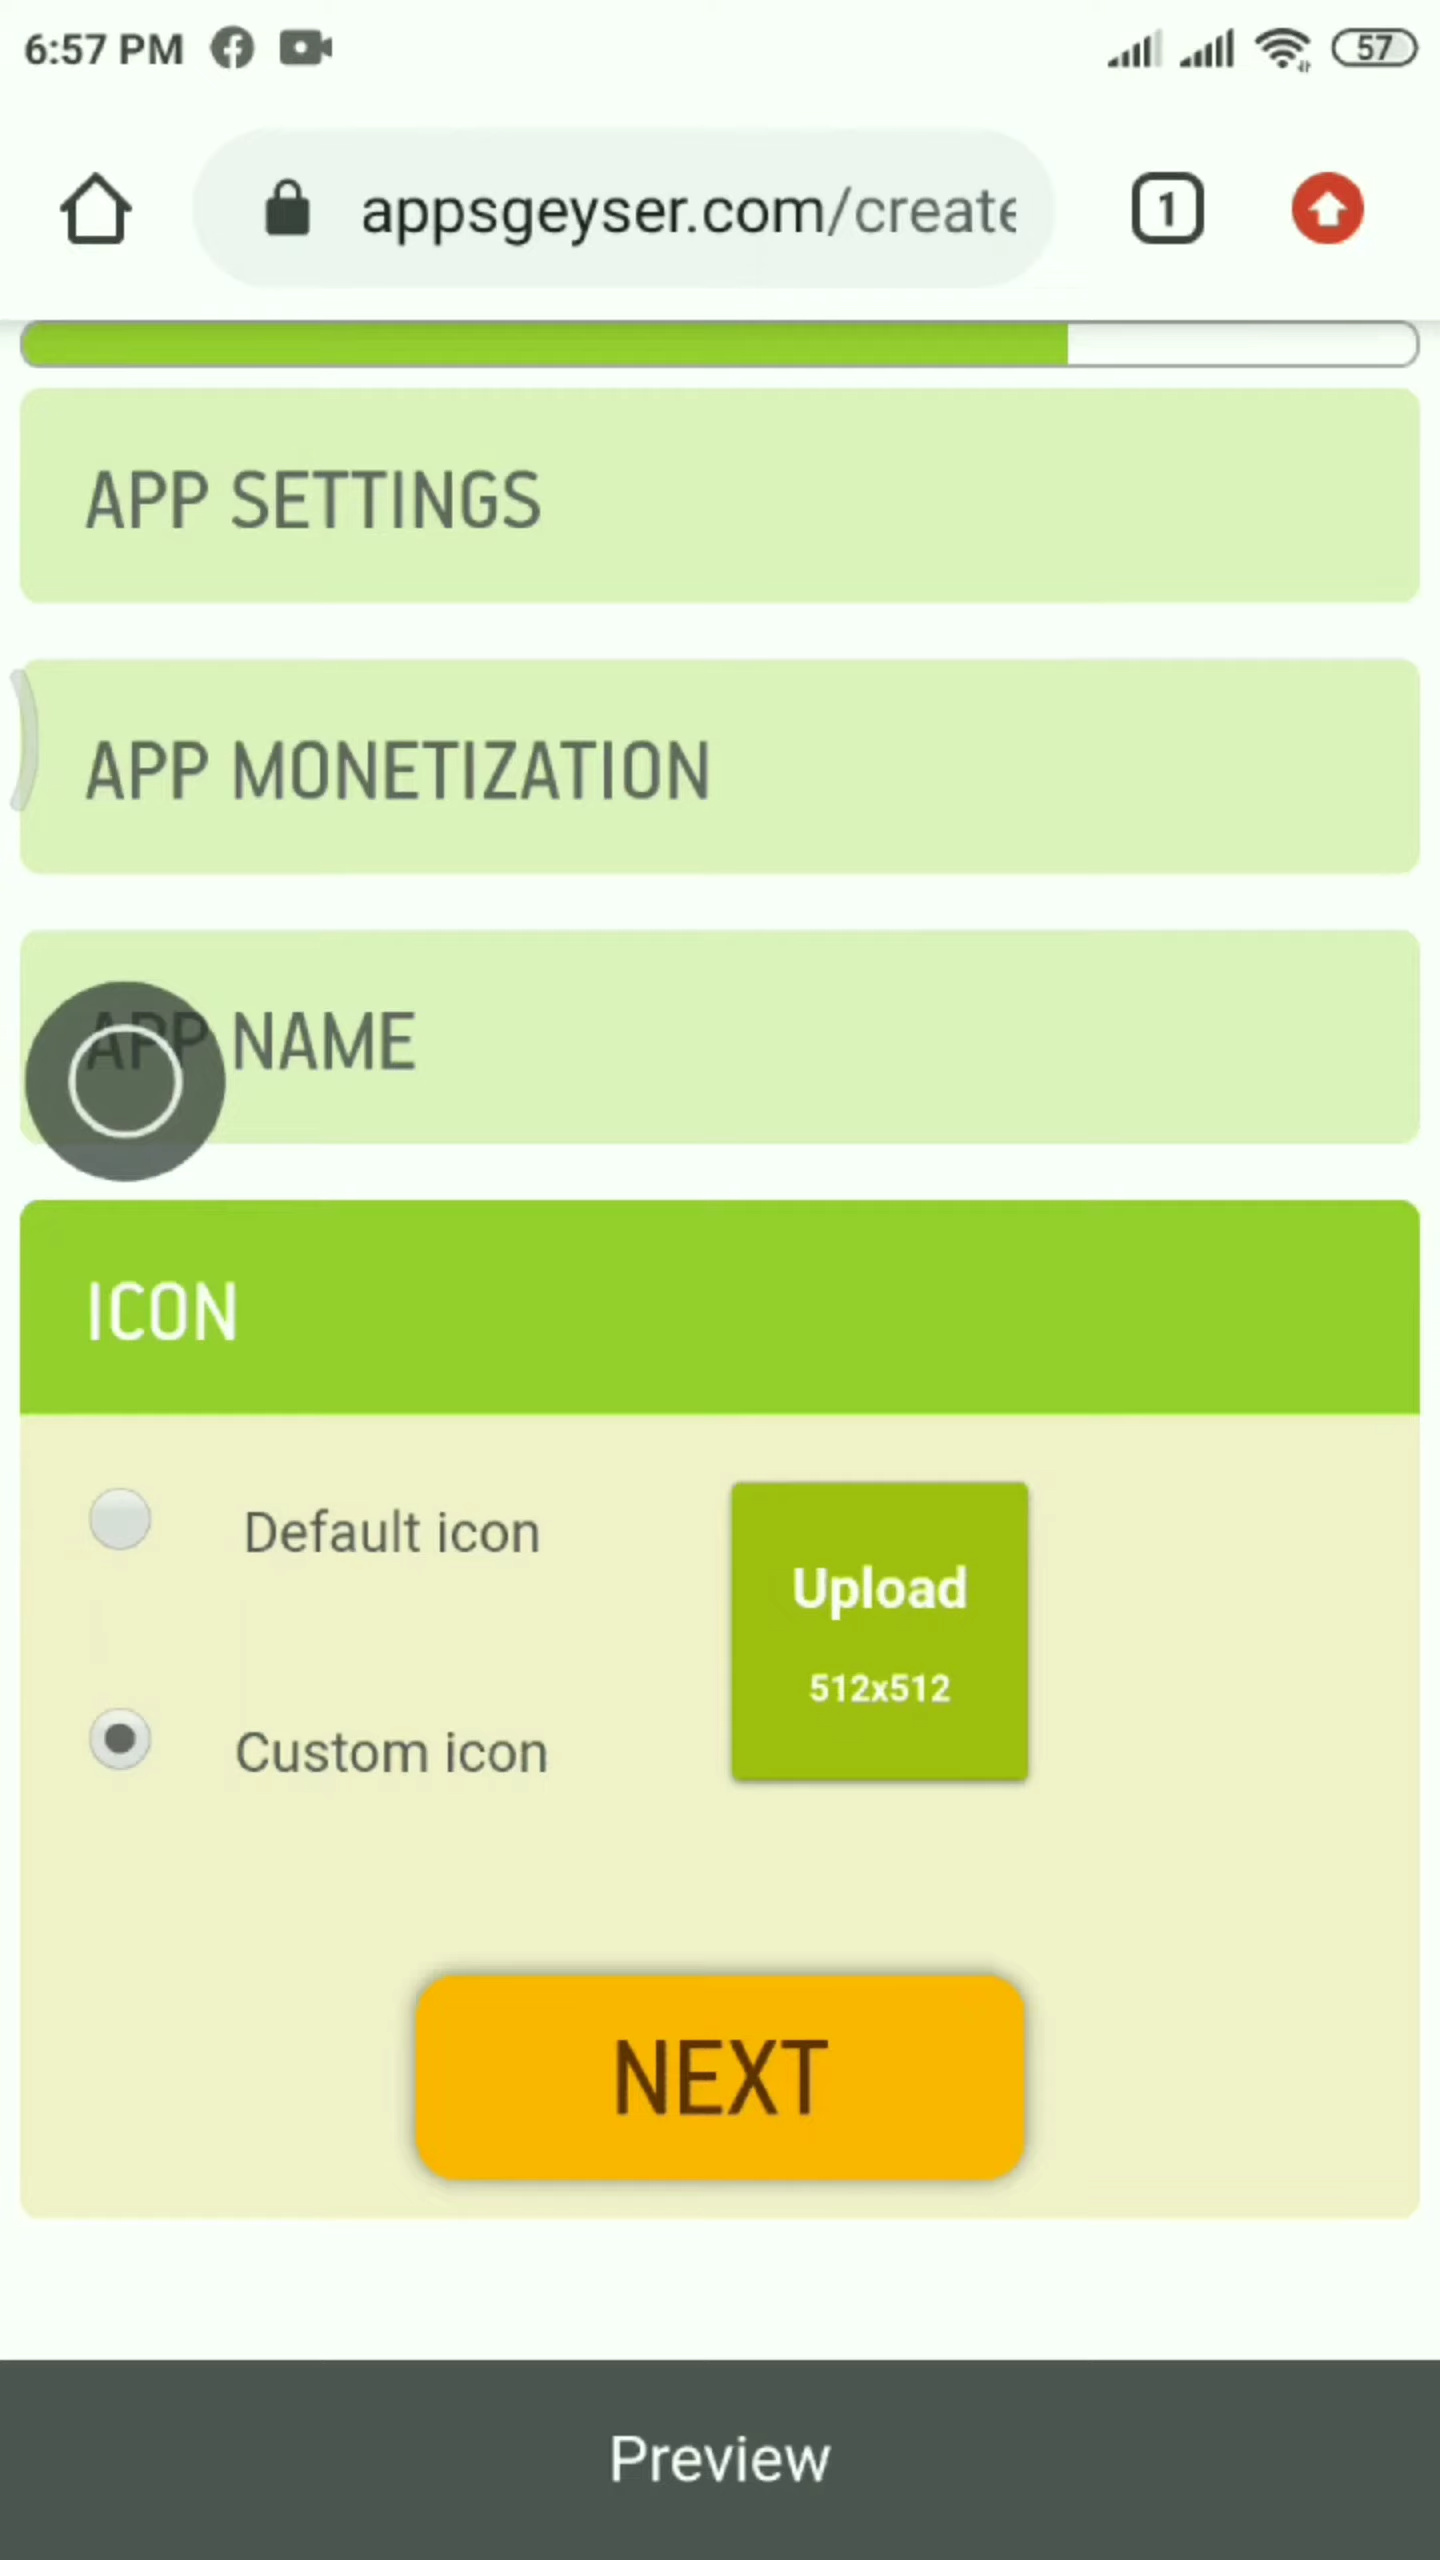 6:57 PM
57
appsgeyser.com/create
1
APP SETTINGS
APP MONETIZATION
APP NAME
ICON
Default icon
Upload
512x512
Custom icon
NEXT
Preview